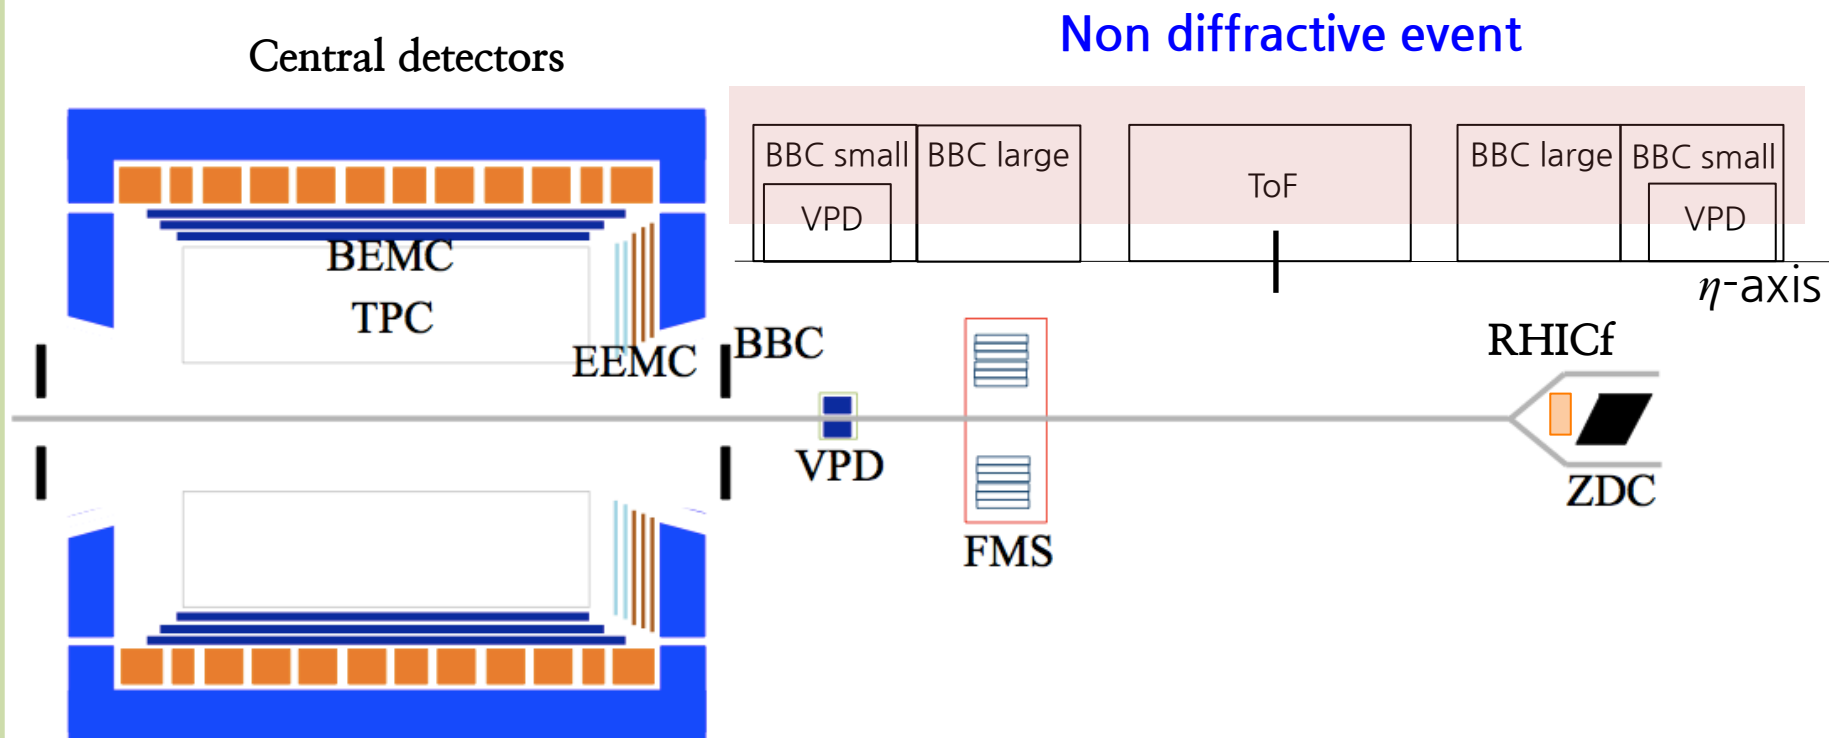 Non diffractive event
Central detectors
BBC small
BBC large
ToF
BBC large
BBC small
VPD
VPD
η-axis
BEMC
TPC
EEMC
BBC
RHICf
VPD
ZDC
FMS